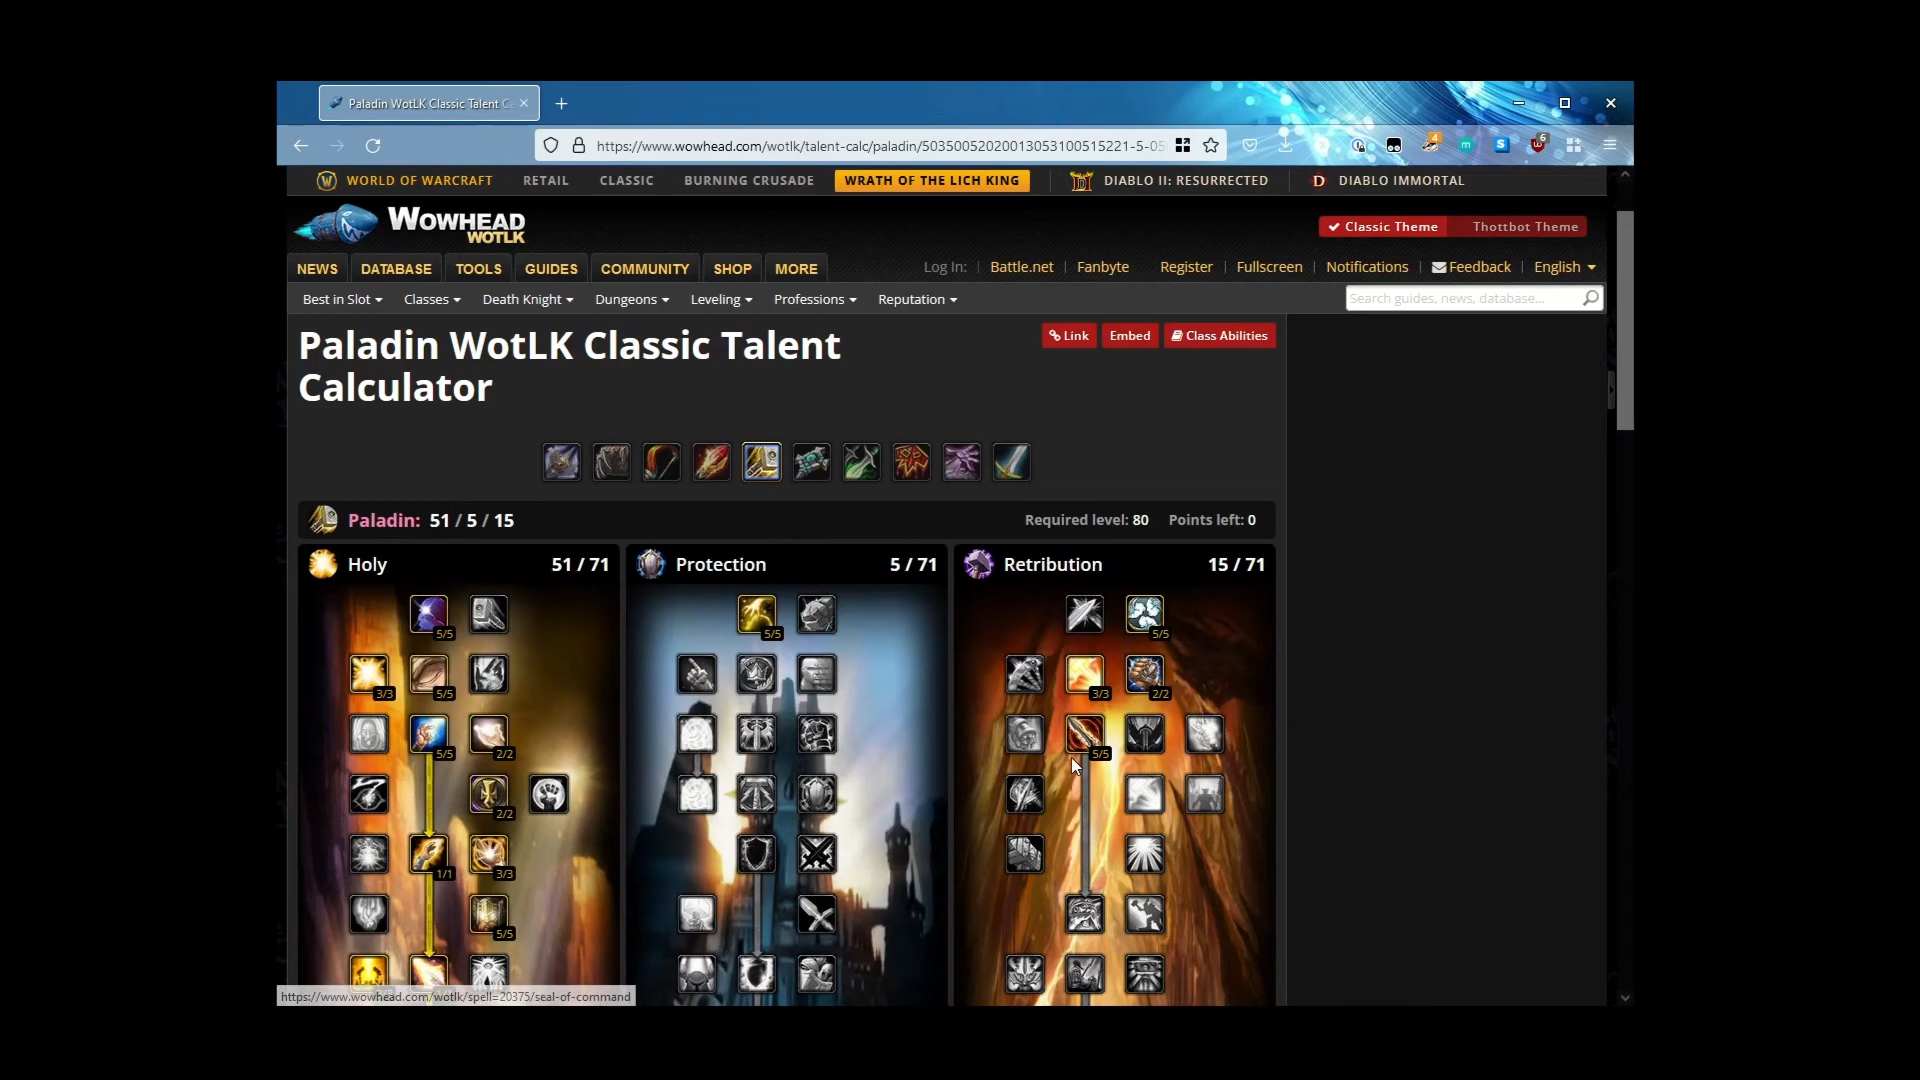 Paladin WotLK Classic Talent C
https://www.wowhead.com/wotlk/talent-calc/paladin/50350052020013053100515221-5-05
4
6
WORLD OF WARCRAFT RETAIL CLASSIC BURNING CRUSADE WRATH OF THE LICH KING DIABLO II: RESURRECTED DIABLO IMMORTAL
WOWHEAD
WOTLK
Classic Theme Thottbot Theme
NEWS DATABASE TOOLS GUIDES COMMUNITY SHOP MORE Log In: Battle.net Fanbyte Register Fullscreen Notifications Feedback English
Best in Slot Classes Death Knight Dungeons Leveling Professions Reputation Search guides, news, database...
Paladin WotLK Classic Talent
Calculator
Link Embed Class Abilities
Paladin: 51 / 5 / 15 Required level: 80 Points left: 0
Holy 51 / 71 Protection 5 / 71 Retribution 15 / 71
5/5 5/5 5/5
3/3 5/5 3/3 2/2
5/5 2/2 5/5
2/2
1/1 3/3
5/5
https://www.wowhead.com/wotlk/spell=20375/seal-of-command